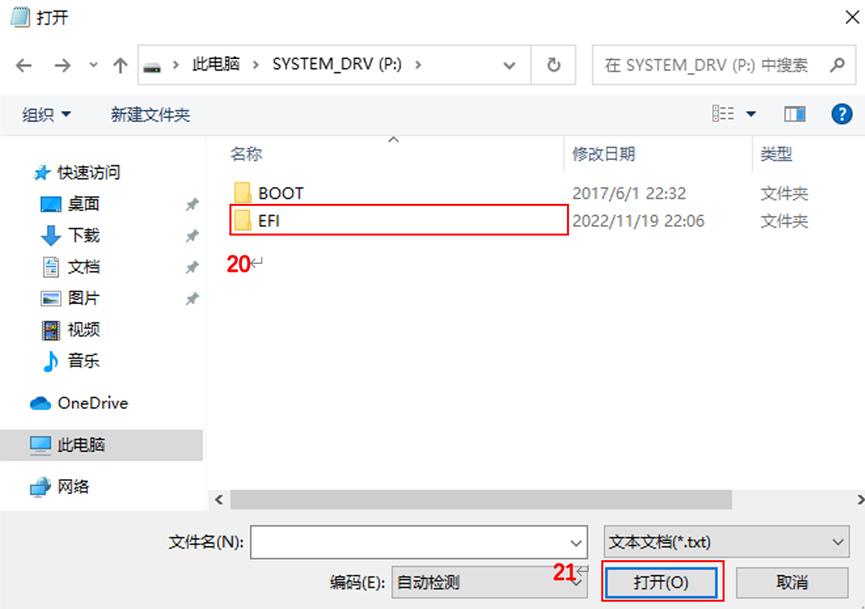 打开
此电脑 SYSTEM_DRV (P:)
在 SYSTEM_DRV (P:) 中搜索
组织 新建文件夹
名称 修改日期 类型
快速访问
桌面
下载
文档
图片
视频
音乐
OneDrive
此电脑
网络
BOOT 2017/6/1 22:32 文件夹
EFI 2022/11/19 22:06 文件夹
20
文件名(N): 文本文档(*.txt)
编码(E): 自动检测 21 打开(O) 取消